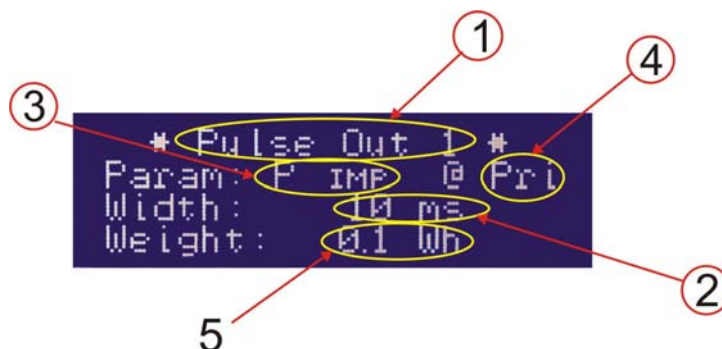 1
4
3
* Pulse Out 1 *
Param: P IMP @ Pri
Width: 10 ms
Weight: 0.1 Wh
2
5